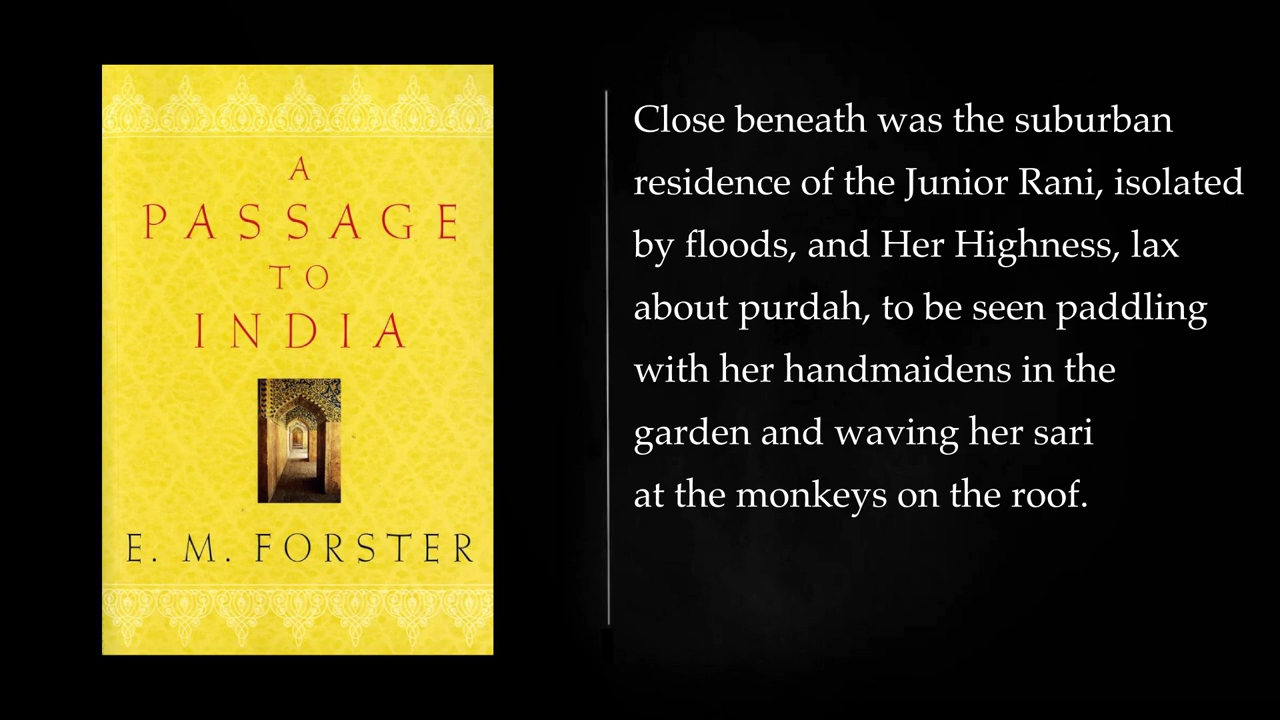 A
PASSAGE
TO
INDIA
E. M. FORSTER
Close beneath was the suburban
residence of the Junior Rani, isolated
by floods, and Her Highness, lax
about purdah, to be seen paddling
with her handmaidens in the
garden and waving her sari
at the monkeys on the roof.